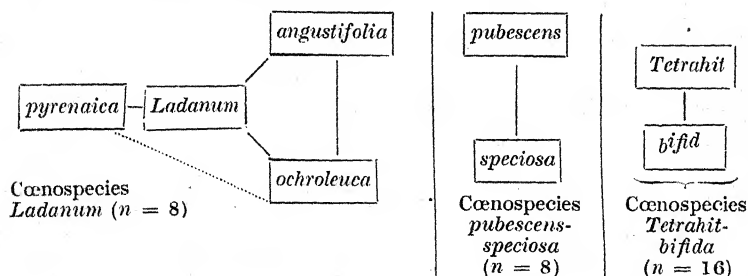 angustifolia
pyrenaica
Ladanum
ochroleuca
Cœnospecies
Ladanum (n = 8)
pubescens
speciosa
Cœnospecies
pubescens-
speciosa
(n = 8)
Tetrahit
bifid
Cœnospecies
Tetrahit-
bifida
(n = 16)